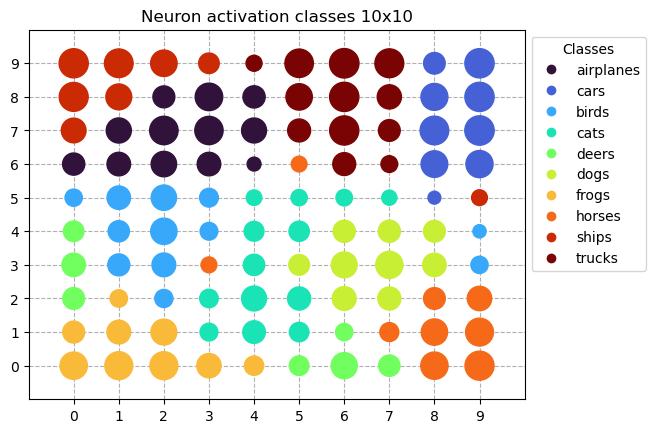 Neuron activation classes 10x10
9
8
7
6
5
4
3
2
1
0
0 1 2 3 4 5 6 7 8 9
Classes
airplanes
cars
birds
cats
deers
dogs
frogs
horses
ships
trucks